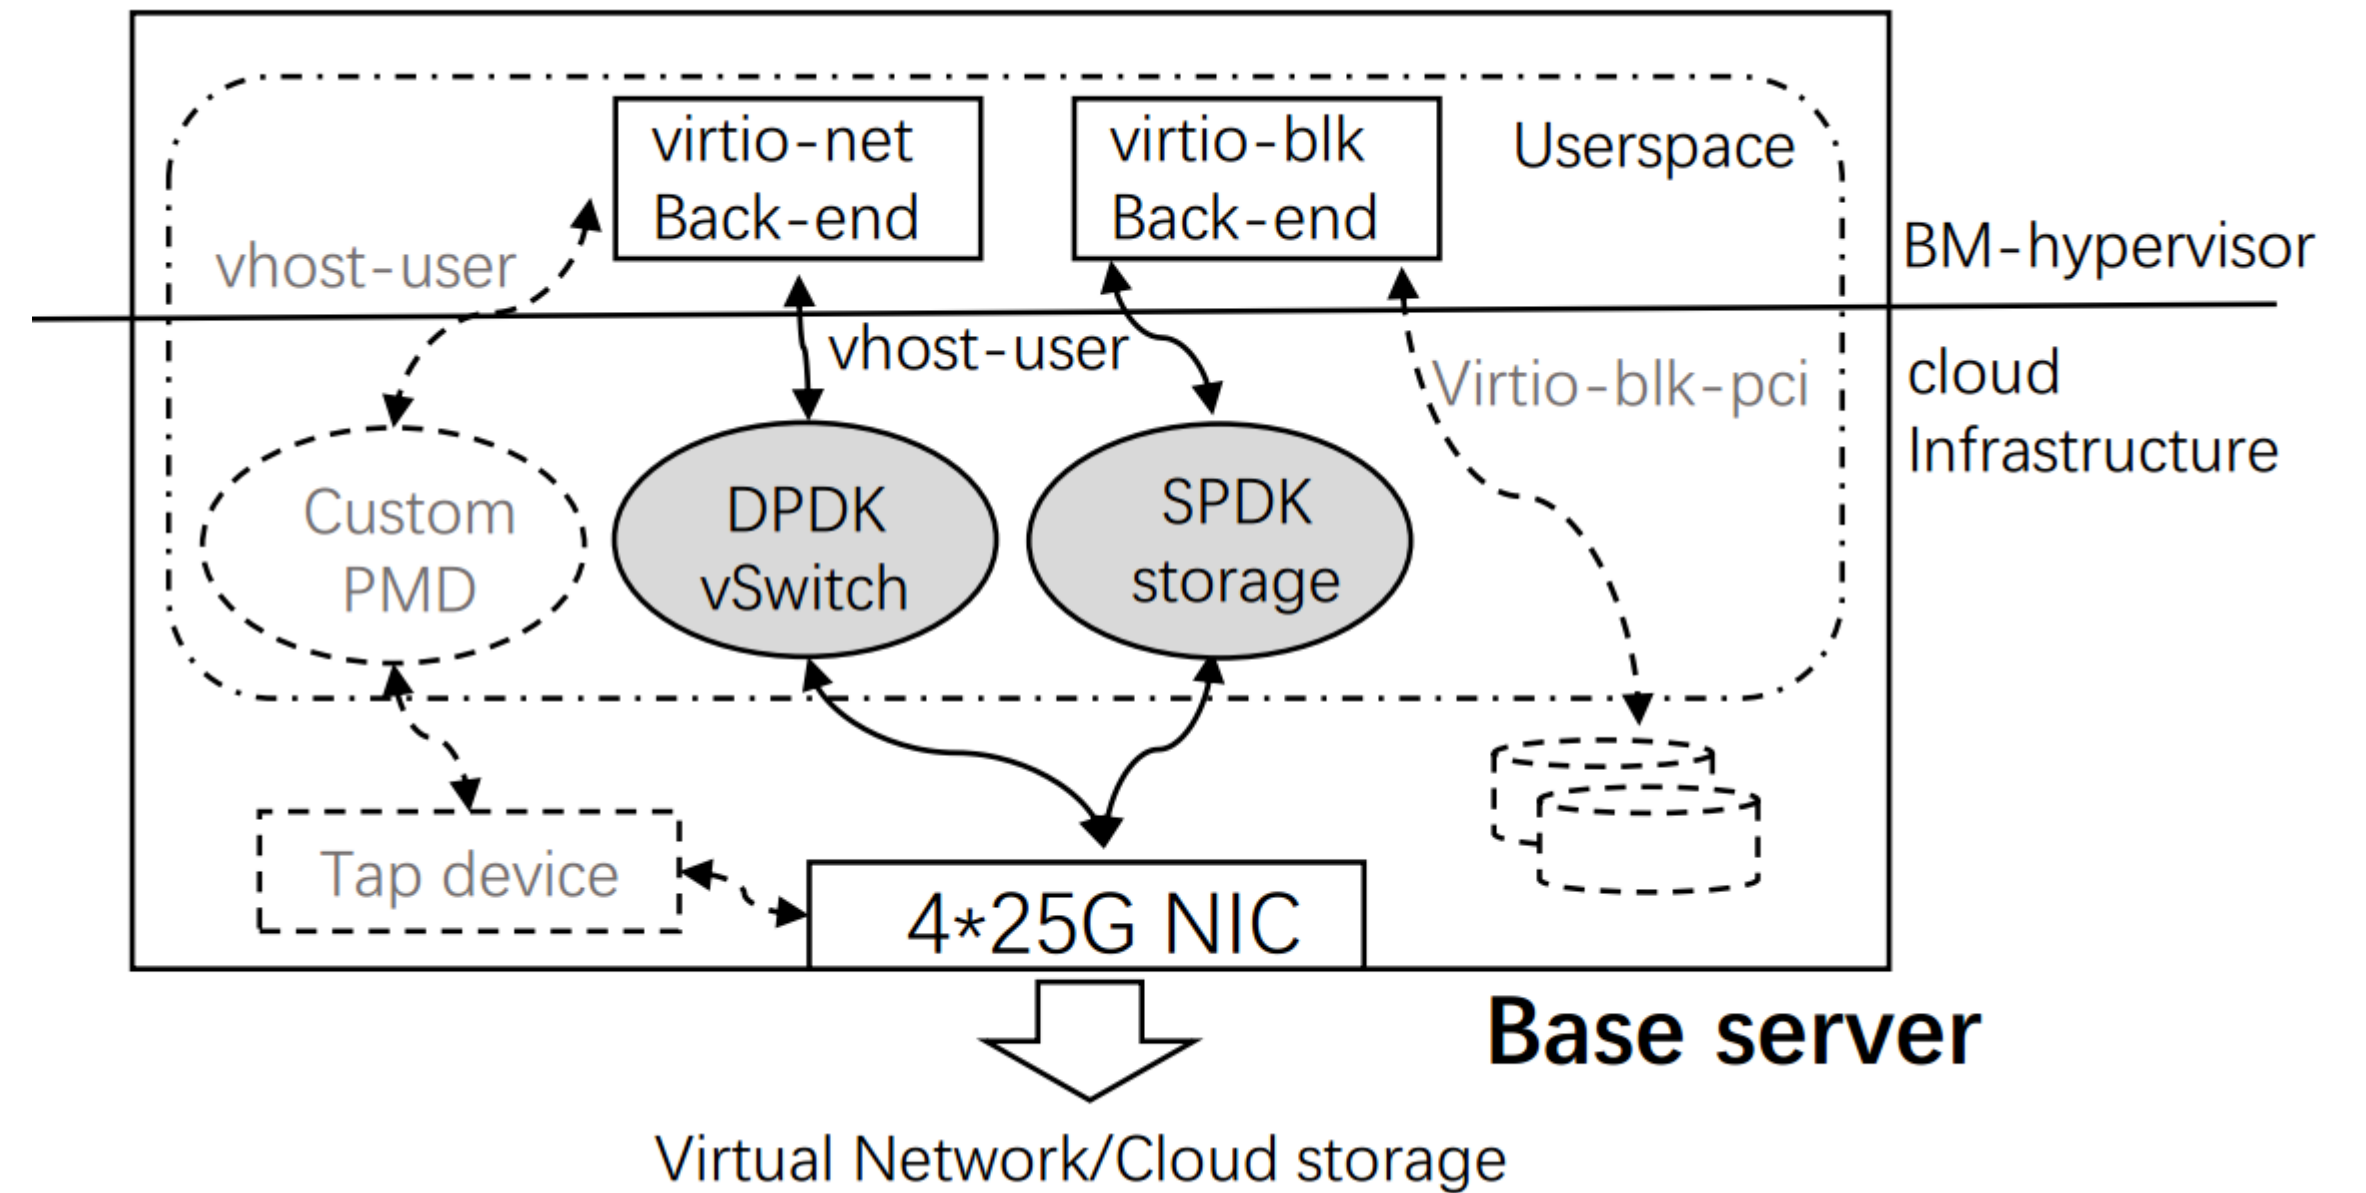 virtio-net
Back-end
virtio-blk
Back-end
Userspace
vhost-user
BM-hypervisor
vhost-user
Virtio-blk-pci
cloud
Infrastructure
Custom
PMD
DPDK
vSwitch
SPDK
storage
Tap device
4*25G NIC
Base server
Virtual Network/Cloud storage